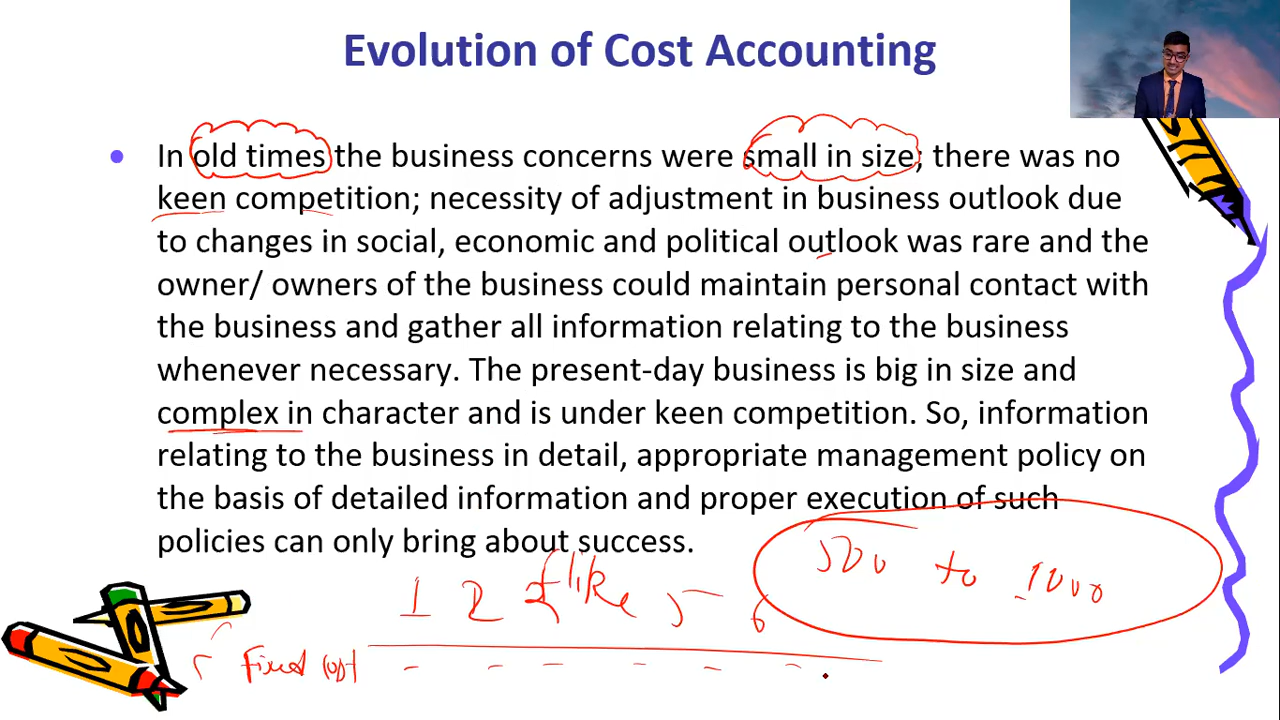 Evolution of Cost Accounting
• In old times the business concerns were small in size; there was no
keen competition; necessity of adjustment in business outlook due
to changes in social, economic and political outlook was rare and the
owner/ owners of the business could maintain personal contact with
the business and gather all information relating to the business
whenever necessary. The present-day business is big in size and
complex in character and is under keen competition. So, information
relating to the business in detail, appropriate management policy on
the basis of detailed information and proper execution of such
policies can only bring about success.
500 to 1000
1 2 like 5 6
Fixed